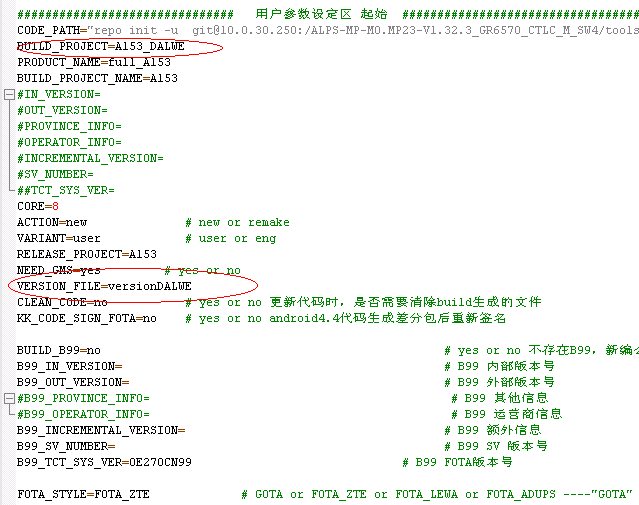 ############################### 用户参数设定区 起始 ##############################
CODE_PATH="repo init -u git@10.0.30.250:/ALPS-MP-M0.MP23-V1.32.3_GR6570_CTLC_M_SW4/tools
BUILD_PROJECT=A153_DALWE
PRODUCT_NAME=full_A153
BUILD_PROJECT_NAME=A153
#IN_VERSION=
#OUT_VERSION=
#PROVINCE_INFO=
#OPERATOR_INFO=
#INCREMENTAL_VERSION=
#SV_NUMBER=
##TCT_SYS_VER=
CORE=8
ACTION=new # new or remake
VARIANT=user # user or eng
RELEASE_PROJECT=A153
NEED_GMS=yes # yes or no
VERSION_FILE=versionDALWE
CLEAN_CODE=no # yes or no 更新代码时，是否需要清除build生成的文件
KK_CODE_SIGN_FOTA=no # yes or no android4.4代码生成差分包后重新签名
BUILD_B99=no # yes or no 不存在B99，新编
B99_IN_VERSION= # B99 内部版本号
B99_OUT_VERSION= # B99 外部版本号
#B99_PROVINCE_INFO= # B99 其他信息
#B99_OPERATOR_INFO= # B99 运营商信息
B99_INCREMENTAL_VERSION= # B99 额外信息
B99_SV_NUMBER= # B99 SV 版本号
B99_TCT_SYS_VER=0E270CN99 # B99 FOTA版本号
FOTA_STYLE=FOTA_ZTE # GOTA or FOTA_ZTE or FOTA_LEWA or FOTA_ADUPS ----"GOTA"